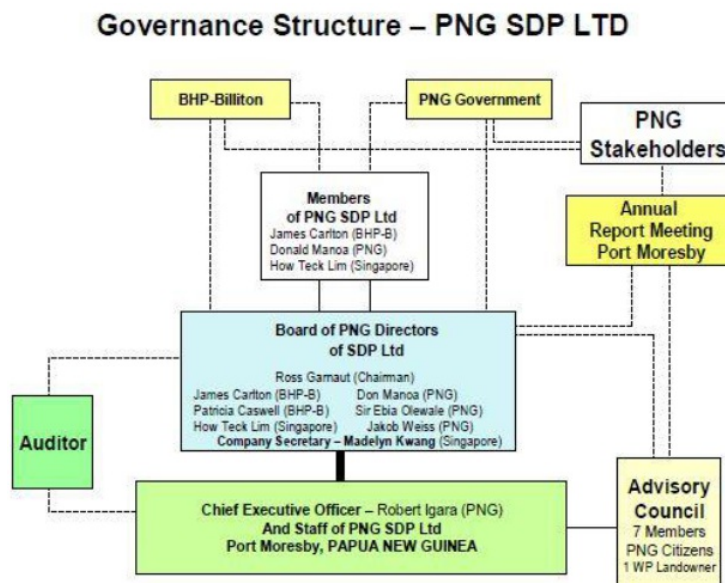 Governance Structure – PNG SDP LTD
BHP-Billiton
PNG Government
PNG
Stakeholders
Members
of PNG SDP Ltd
James Carlton (BHP-B)
Donald Manoa (PNG)
How Teck Lim (Singapore)
Annual
Report Meeting
Port Moresby
Board of PNG Directors
of SDP Ltd
Ross Garnaut (Chairman)
James Carlton (BHP-B) Don Manoa (PNG)
Patricia Caswell (BHP-B) Sir Ebia Olewale (PNG)
How Teck Lim (Singapore) Jakob Weiss (PNG)
Company Secretary – Madelyn Kwang (Singapore)
Auditor
Chief Executive Officer – Robert Igara (PNG)
And Staff of PNG SDP Ltd
Port Moresby, PAPUA NEW GUINEA
Advisory
Council
7 Members
PNG Citizens
1 WP Landowner